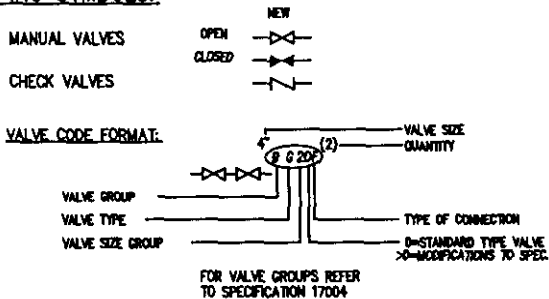 NEW
MANUAL VALVES OPEN
CLOSED
CHECK VALVES
VALVE CODE FORMAT:
VALVE SIZE
4" B G 20F (2) QUANTITY
VALVE GROUP
VALVE TYPE TYPE OF CONNECTION
VALVE SIZE GROUP 0=STANDARD TYPE VALVE
>0=MODIFICATIONS TO SPEC.
FOR VALVE GROUPS REFER
TO SPECIFICATION 17004